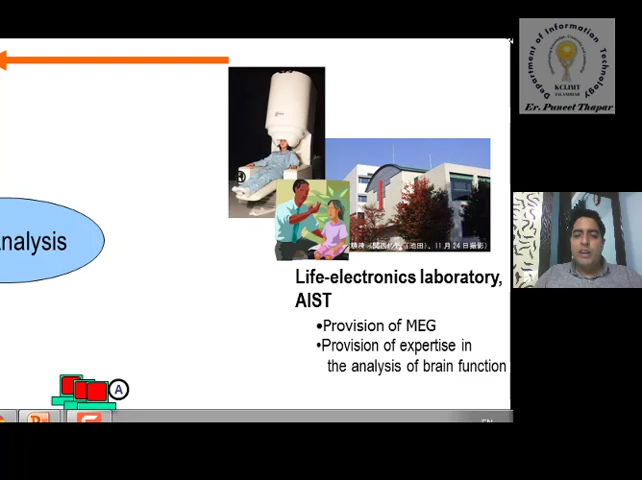 Department of Information Technology
KCLIMT
JALANDHAR
Er. Puneet Thapar
nalysis
Life-electronics laboratory,
AIST
•Provision of MEG
•Provision of expertise in
the analysis of brain function
A